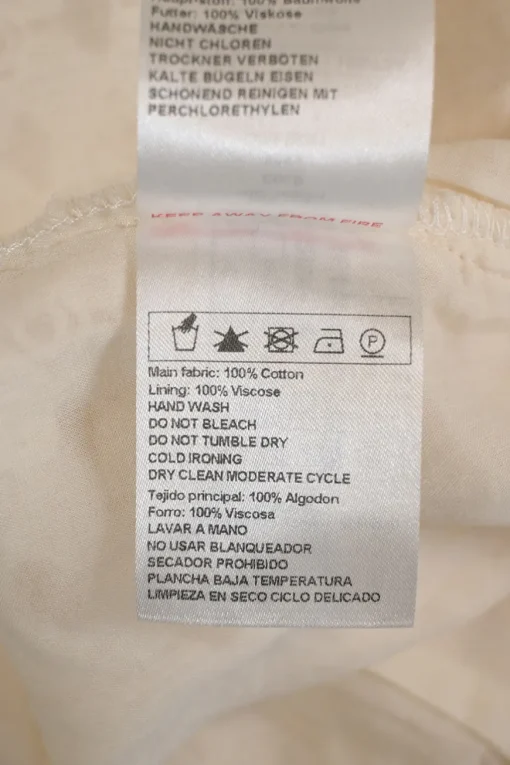 Futter: 100% Viskose
HANDWÄSCHE
NICHT CHLOREN
TROCKNER VERBOTEN
KALTE BÜGELN EISEN
SCHONEND REINIGEN MIT
PERCHLORETHYLEN
KEEP AWAY FROM FIRE
P
Main fabric: 100% Cotton
Lining: 100% Viscose
HAND WASH
DO NOT BLEACH
DO NOT TUMBLE DRY
COLD IRONING
DRY CLEAN MODERATE CYCLE
Tejido principal: 100% Algodon
Forro: 100% Viscosa
LAVAR A MANO
NO USAR BLANQUEADOR
SECADOR PROHIBIDO
PLANCHA BAJA TEMPERATURA
LIMPIEZA EN SECO CICLO DELICADO